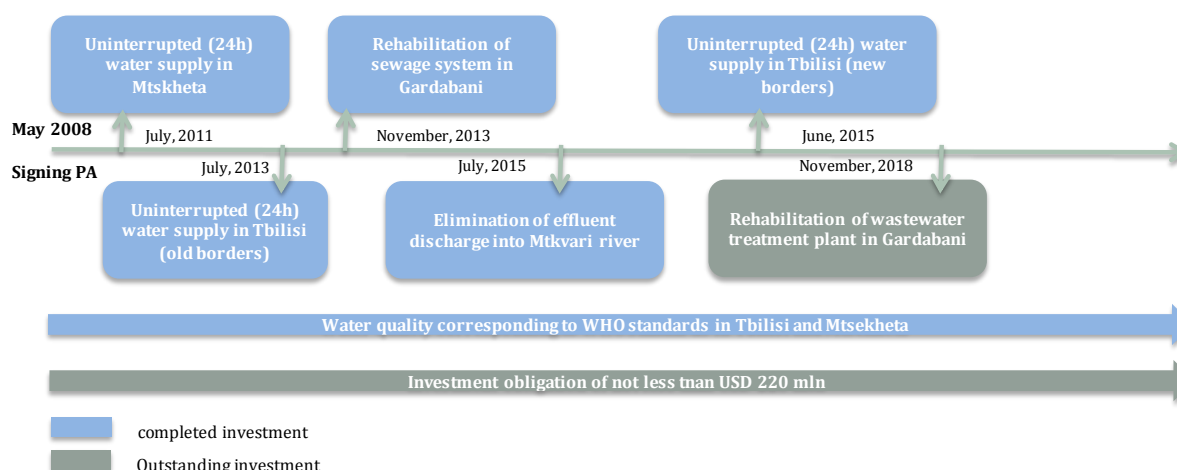 Uninterrupted (24h)
water supply in
Mtskheta
Rehabilitation of
sewage system in
Gardabani
Uninterrupted (24h) water
supply in Tbilisi (new
borders)
May 2008
July, 2011
November, 2013
June, 2015
Signing PA
July, 2013
July, 2015
November, 2018
Uninterrupted (24h)
water supply in Tbilisi
(old borders)
Elimination of effluent
discharge into Mtkvari river
Rehabilitation of wastewater
treatment plant in Gardabani
Water quality corresponding to WHO standards in Tbilisi and Mtsekheta
Investment obligation of not less tnan USD 220 mln
completed investment
Outstanding investment